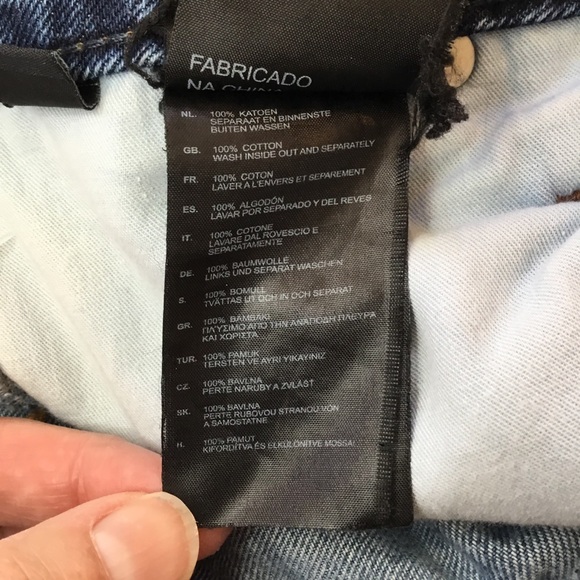 FABRICADO
NA CHINA
NL. 100% KATOEN
SEPARAAT EN BINNENSTE
BUITEN WASSEN
GB. 100% COTTON
WASH INSIDE OUT AND SEPARATELY
FR. 100% COTON
LAVER A L'ENVERS ET SEPAREMENT
ES. 100% ALGODÓN
LAVAR POR SEPARADO Y DEL REVES
IT. 100% COTONE
LAVARE DAL ROVESCIO E
SEPARATAMENTE
DE. 100% BAUMWOLLE
LINKS UND SEPARAT WASCHEN
S. 100% BOMULL
TVÄTTAS UT OCH IN OCH SEPARAT
GR. 100% ΒΑΜΒΑΚΙ
ΠΛΥΣΙΜΟ ΑΠΟ ΤΗΝ ΑΝΑΠΟΔΗ ΠΛΕΥΡΑ
ΚΑΙ ΧΩΡΙΣΤΑ
TUR. 100% PAMUK
TERSTEN VE AYRI YIKAYINIZ
CZ. 100% BAVLNA
PERTE NARUBY A ZVLÁŠT
SK. 100% BAVLNA
PERTE RUBOVOU STRANOU VON
A SAMOSTATNE
H. 100% PAMUT
KIFORDÍTVA ÉS ELKÜLÖNÍTVE MOSSA!